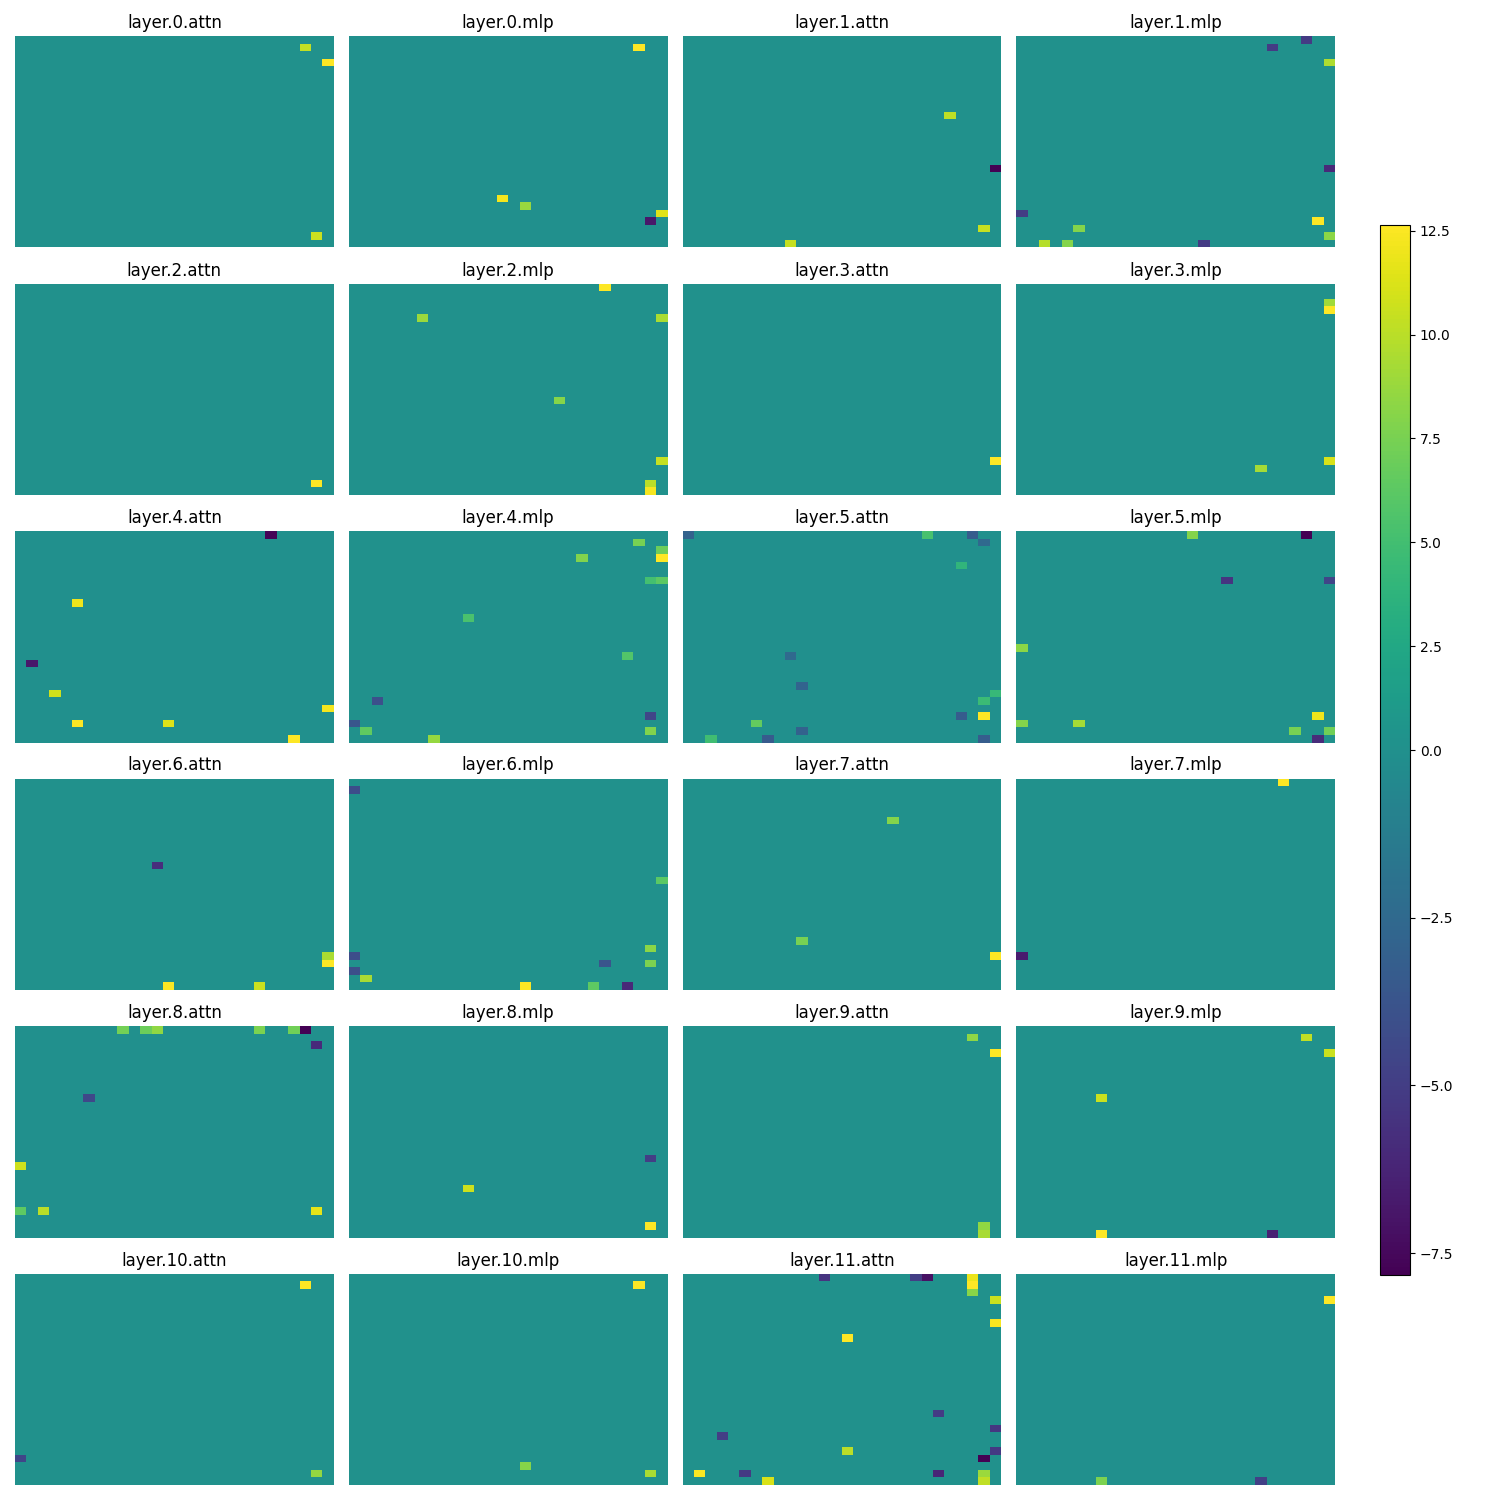 layer.0.attn layer.0.mlp layer.1.attn layer.1.mlp
layer.2.attn layer.2.mlp layer.3.attn layer.3.mlp
layer.4.attn layer.4.mlp layer.5.attn layer.5.mlp
layer.6.attn layer.6.mlp layer.7.attn layer.7.mlp
layer.8.attn layer.8.mlp layer.9.attn layer.9.mlp
layer.10.attn layer.10.mlp layer.11.attn layer.11.mlp
12.5
10.0
7.5
5.0
2.5
0.0
−2.5
−5.0
−7.5